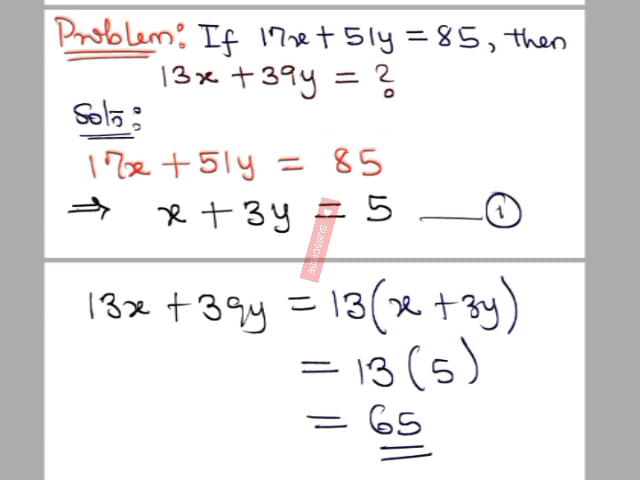 Problem: If 17x + 51y = 85, then
13x + 39y = ?
Solⁿ:
17x + 51y = 85
⇒ x + 3y = 5 —— ①
SUBSCRIBE
13x + 39y = 13(x + 3y)
= 13(5)
= 65